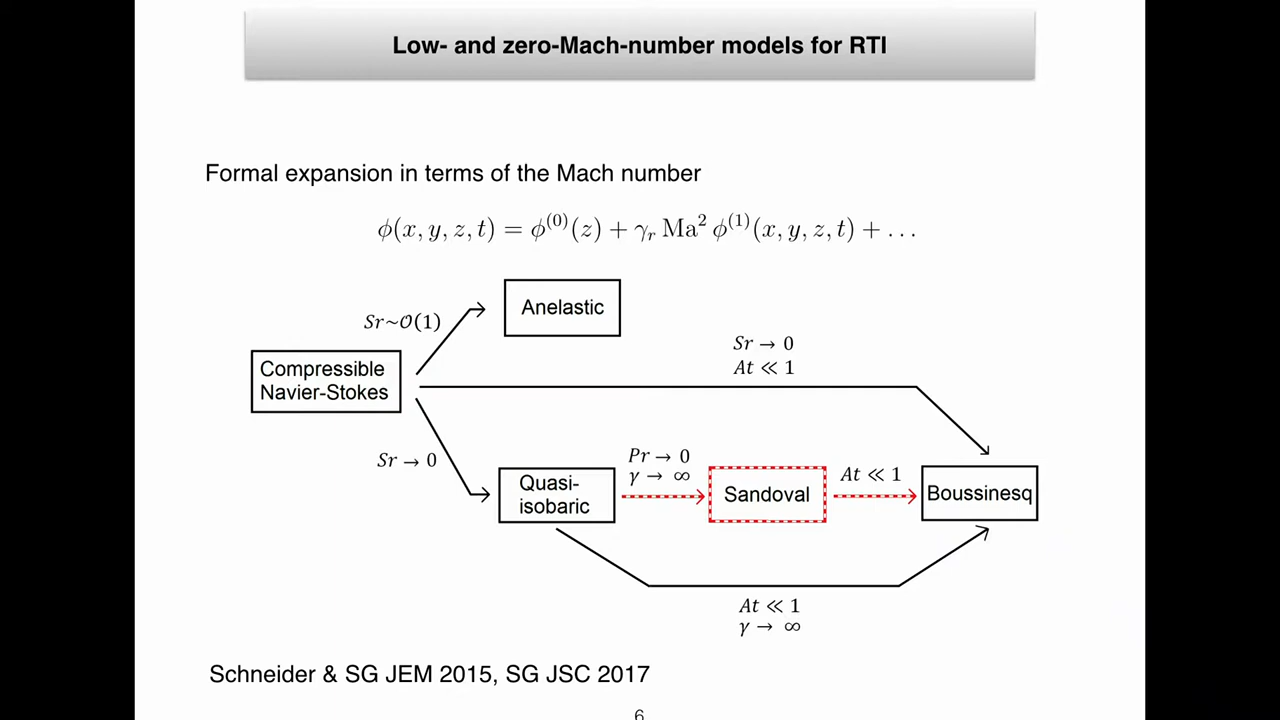 Low- and zero-Mach-number models for RTI
Formal expansion in terms of the Mach number
ϕ(x, y, z, t) = ϕ⁽⁰⁾(z) + γᵣ Ma² ϕ⁽¹⁾(x, y, z, t) + …
Anelastic
Sr~𝒪(1)
Sr → 0
At ≪ 1
Compressible
Navier-Stokes
Sr → 0
Pr → 0
γ → ∞
At ≪ 1
Quasi-
isobaric
Sandoval
Boussinesq
At ≪ 1
γ → ∞
Schneider & SG JEM 2015, SG JSC 2017
6